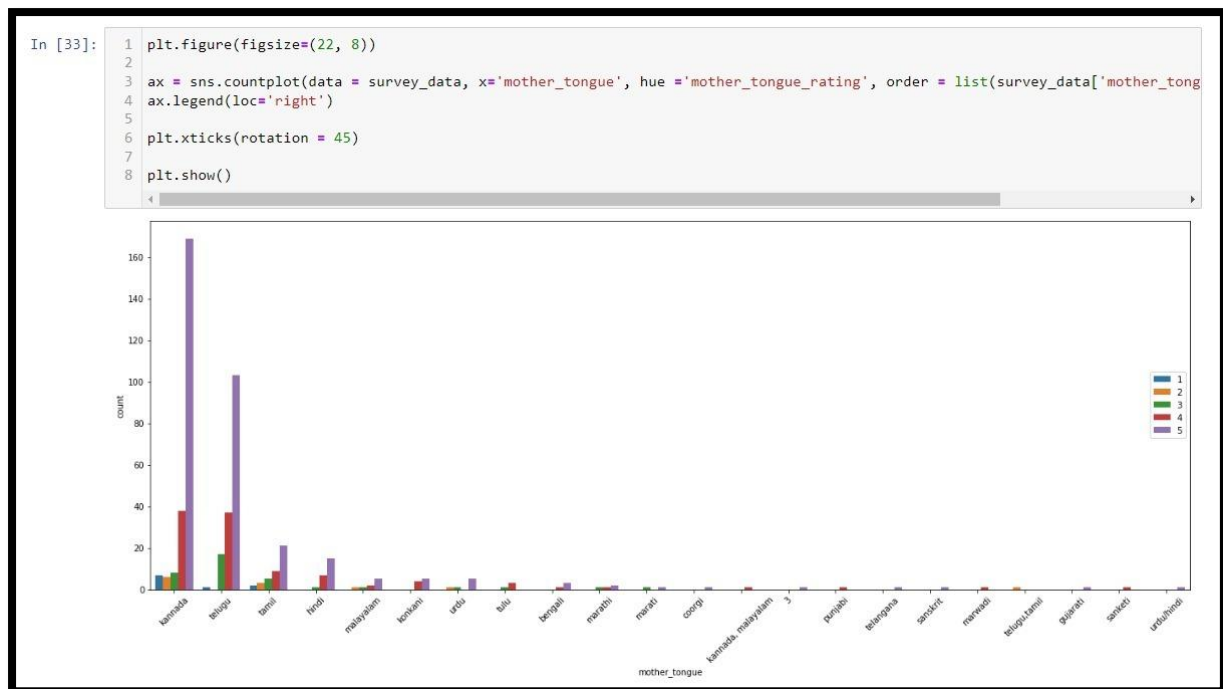 In [33]:
1 plt.figure(figsize=(22, 8))
2
3 ax = sns.countplot(data = survey_data, x='mother_tongue', hue ='mother_tongue_rating', order = list(survey_data['mother_tong
4 ax.legend(loc='right')
5
6 plt.xticks(rotation = 45)
7
8 plt.show()
160
140
120
100
80
60
40
20
0
count
1
2
3
4
5
kannada
telugu
tamil
hindi
malayalam
konkani
urdu
tulu
bengali
marathi
marati
coorgi
kannada, malayalam
3
punjabi
telangana
sanskrit
marwadi
telugu,tamil
gujarati
sanketi
urdu/hindi
mother_tongue